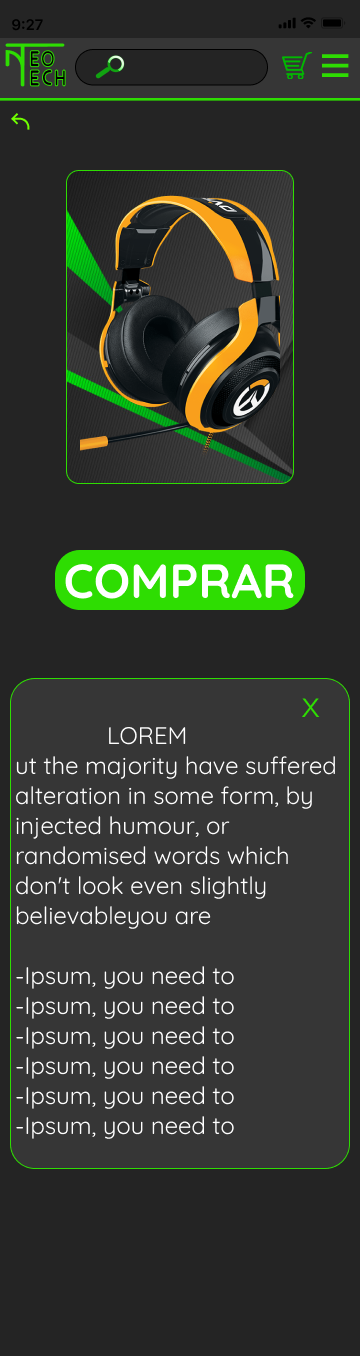 9:27
NEO
TECH
COMPRAR
X
LOREM
ut the majority have suffered
alteration in some form, by
injected humour, or
randomised words which
don't look even slightly
believableyou are
-Ipsum, you need to
-Ipsum, you need to
-Ipsum, you need to
-Ipsum, you need to
-Ipsum, you need to
-Ipsum, you need to